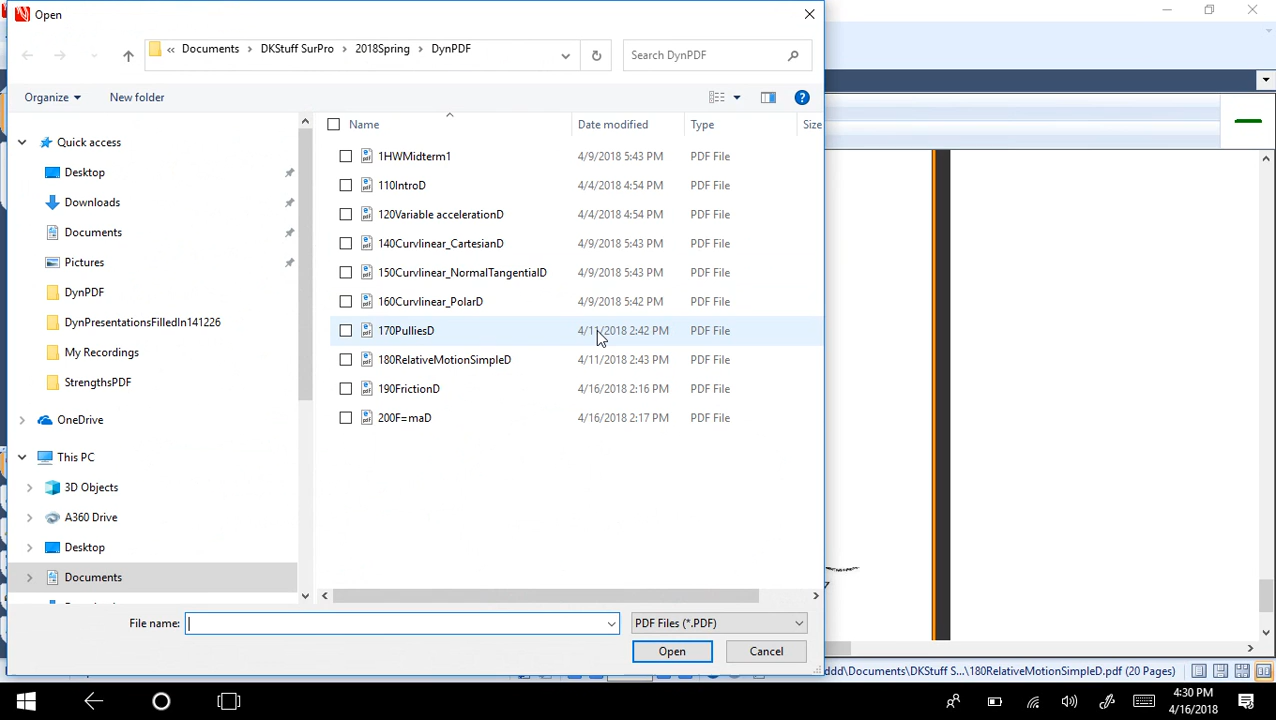 Open
« Documents > DKStuff SurPro > 2018Spring > DynPDF
Search DynPDF
Organize
New folder
Name
Date modified
Type
Size
Quick access
Desktop
Downloads
Documents
Pictures
DynPDF
DynPresentationsFilledIn141226
My Recordings
StrengthsPDF
OneDrive
This PC
3D Objects
A360 Drive
Desktop
Documents
1HWMidterm1 4/9/2018 5:43 PM PDF File
110IntroD 4/4/2018 4:54 PM PDF File
120Variable accelerationD 4/4/2018 4:54 PM PDF File
140Curvlinear_CartesianD 4/9/2018 5:43 PM PDF File
150Curvlinear_NormalTangentialD 4/9/2018 5:43 PM PDF File
160Curvlinear_PolarD 4/9/2018 5:42 PM PDF File
170PulliesD 4/11/2018 2:42 PM PDF File
180RelativeMotionSimpleD 4/11/2018 2:43 PM PDF File
190FrictionD 4/16/2018 2:16 PM PDF File
200F=maD 4/16/2018 2:17 PM PDF File
File name:
PDF Files (*.PDF)
Open
Cancel
ddd\Documents\DKStuff S...\180RelativeMotionSimpleD.pdf (20 Pages)
4:30 PM
4/16/2018